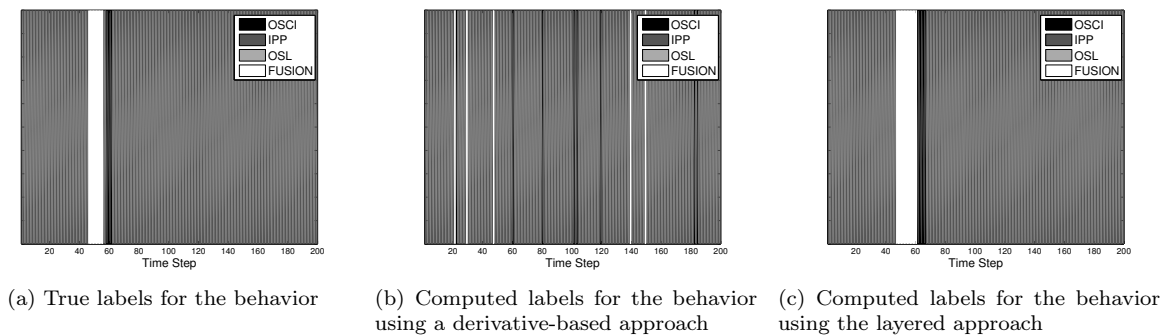 OSCI
IPP
OSL
FUSION
20 40 60 80 100 120 140 160 180 200
Time Step
(a) True labels for the behavior
OSCI
IPP
OSL
FUSION
20 40 60 80 100 120 140 160 180 200
Time Step
(b) Computed labels for the behavior
using a derivative-based approach
OSCI
IPP
OSL
FUSION
20 40 60 80 100 120 140 160 180 200
Time Step
(c) Computed labels for the behavior
using the layered approach